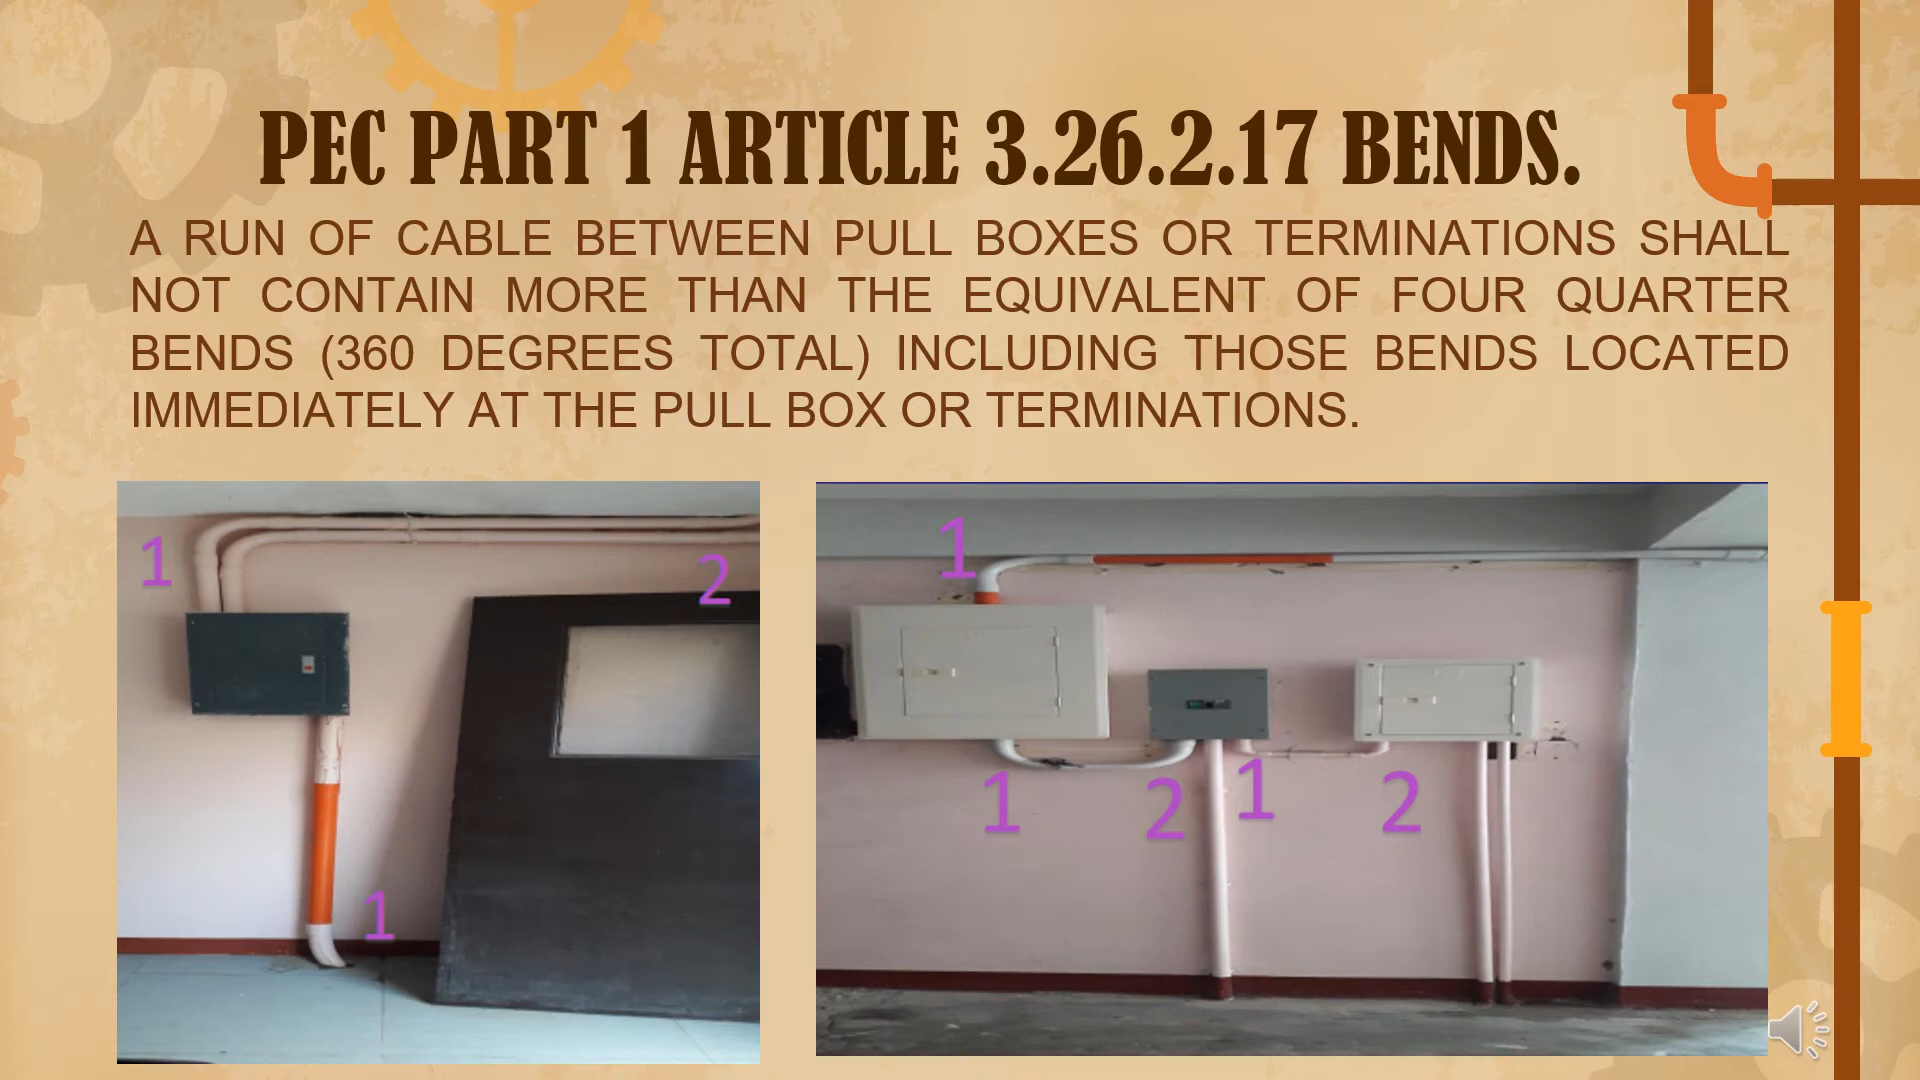 PEC PART 1 ARTICLE 3.26.2.17 BENDS.
A RUN OF CABLE BETWEEN PULL BOXES OR TERMINATIONS SHALL
NOT CONTAIN MORE THAN THE EQUIVALENT OF FOUR QUARTER
BENDS (360 DEGREES TOTAL) INCLUDING THOSE BENDS LOCATED
IMMEDIATELY AT THE PULL BOX OR TERMINATIONS.
1
2
1
1
1
2
1
2